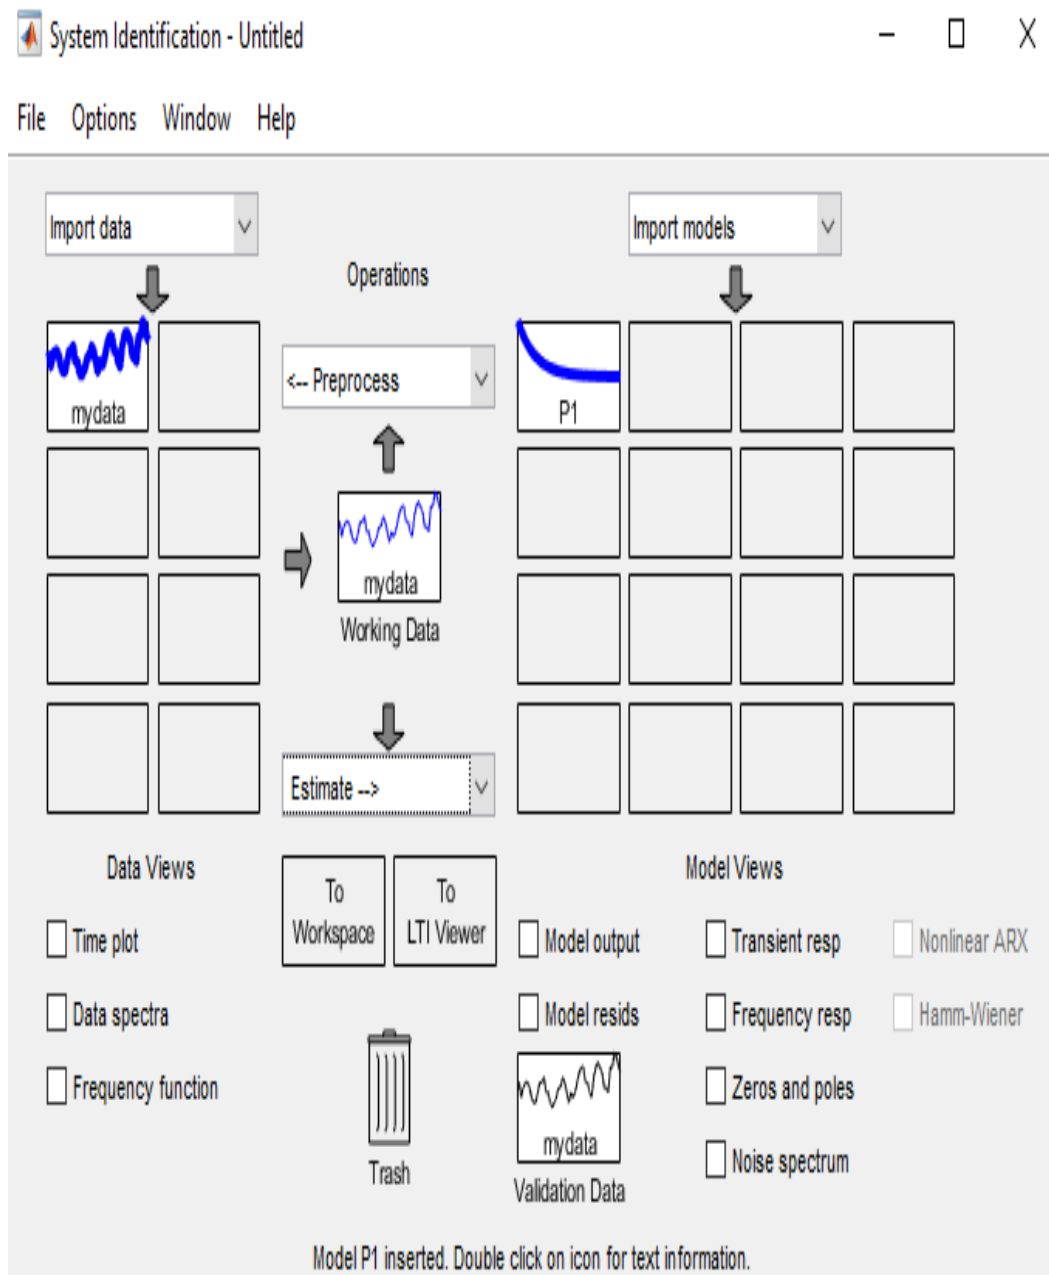 System Identification - Untitled
File Options Window Help
Import data
Import models
Operations
<-- Preprocess
mydata
P1
mydata
Working Data
Estimate -->
Data Views
To
Workspace
To
LTI Viewer
Model Views
Time plot
Data spectra
Frequency function
Model output
Model resids
Transient resp
Frequency resp
Zeros and poles
Noise spectrum
Nonlinear ARX
Hamm-Wiener
Trash
mydata
Validation Data
Model P1 inserted. Double click on icon for text information.